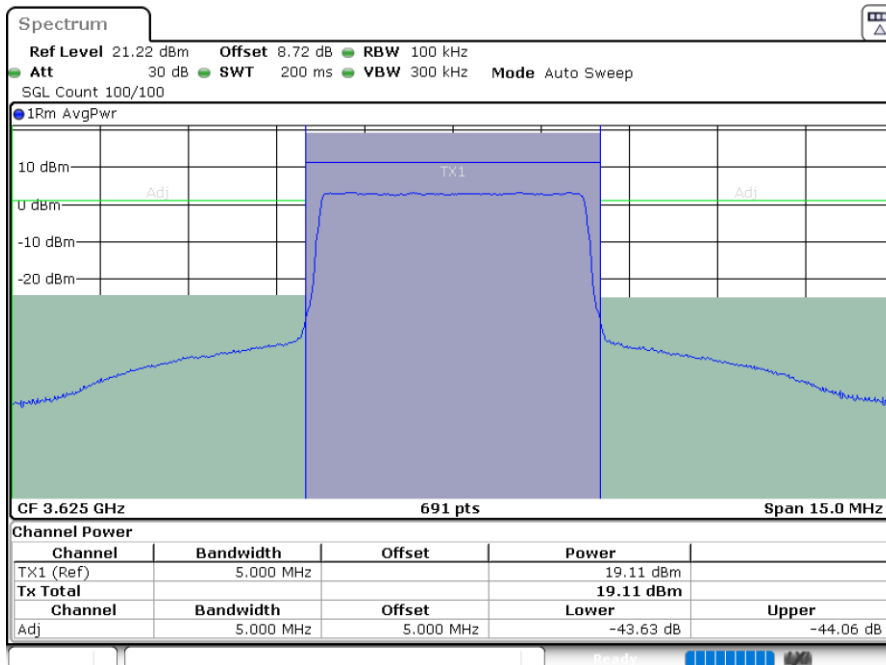 Spectrum
Ref Level 21.22 dBm Offset 8.72 dB RBW 100 kHz
Att 30 dB SWT 200 ms VBW 300 kHz Mode Auto Sweep
SGL Count 100/100
1Rm AvgPwr
10 dBm
TX1
Adj Adj
0 dBm
-10 dBm
-20 dBm
CF 3.625 GHz 691 pts Span 15.0 MHz
Channel Power
Channel Bandwidth Offset Power
TX1 (Ref) 5.000 MHz 19.11 dBm
Tx Total 19.11 dBm
Channel Bandwidth Offset Lower Upper
Adj 5.000 MHz 5.000 MHz -43.63 dB -44.06 dB
Ready